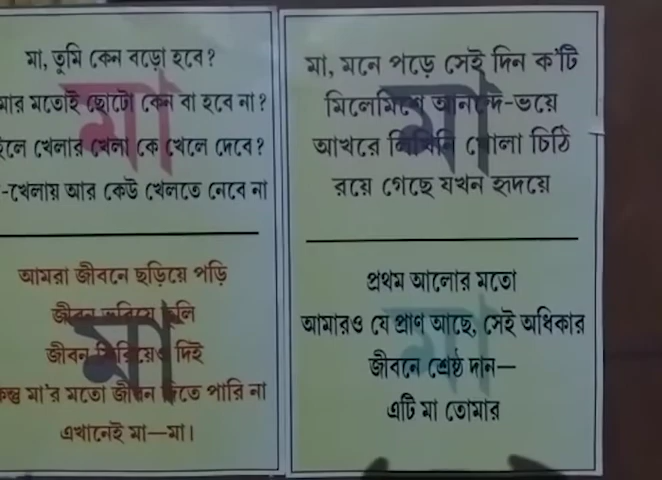 মা, তুমি কেন বড়ো হবে?
মার মতোই ছোটো কেন বা হবে না?
খেলার খেলা কে খেলে দেবে?
-খেলায় আর কেউ খেলতে নেবে না
আমরা জীবনে ছড়িয়ে পড়ি
জীবন
জীবন দিই
মা'র মতো জীবন দিতে পারি না
এখানেই মা—মা।
মা
মা
মা, মনে পড়ে সেই দিন ক'টি
মিলেমিশে আনন্দে-ভয়ে
আখরে লিখিনি খোলা চিঠি
রয়ে গেছে যখন হৃদয়ে
প্রথম আলোর মতো
আমারও যে প্রাণ আছে, সেই অধিকার
জীবনে শ্রেষ্ঠ দান—
এটি মা তোমার
মা
মা